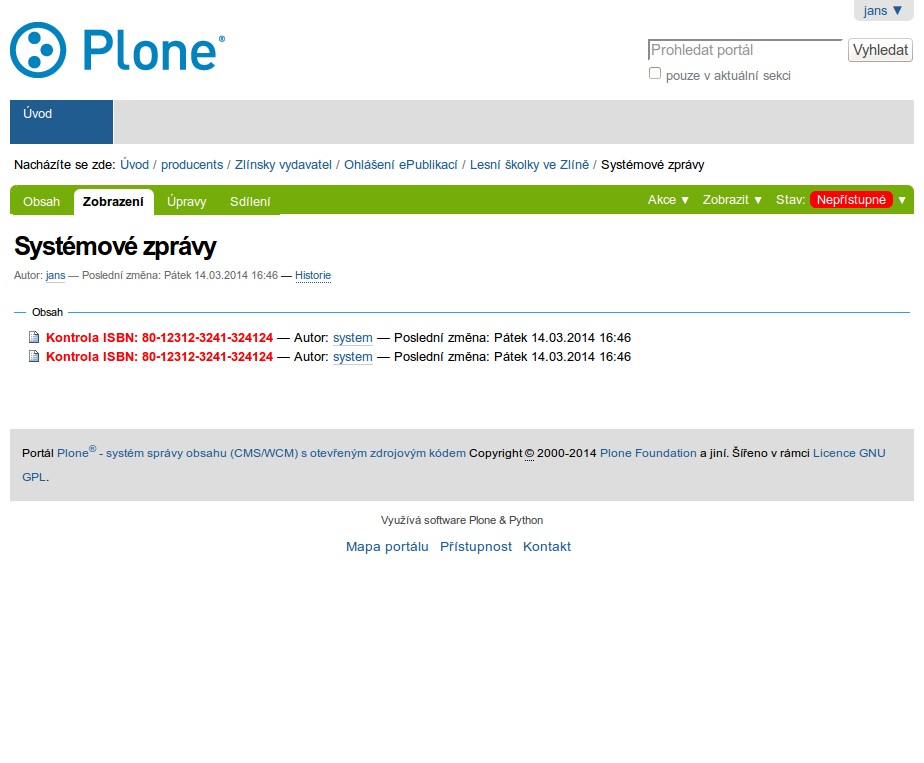 jans ▼
Plone®
Prohledat portál
Vyhledat
pouze v aktuální sekci
Úvod
Nacházíte se zde: Úvod / producents / Zlínsky vydavatel / Ohlášení ePublikací / Lesní školky ve Zlíně / Systémové zprávy
Obsah Zobrazení Úpravy Sdílení Akce ▼ Zobrazit ▼ Stav: Nepřístupné ▼
Systémové zprávy
Autor: jans — Poslední změna: Pátek 14.03.2014 16:46 — Historie
Obsah
Kontrola ISBN: 80-12312-3241-324124 — Autor: system — Poslední změna: Pátek 14.03.2014 16:46
Kontrola ISBN: 80-12312-3241-324124 — Autor: system — Poslední změna: Pátek 14.03.2014 16:46
Portál Plone® - systém správy obsahu (CMS/WCM) s otevřeným zdrojovým kódem Copyright © 2000-2014 Plone Foundation a jiní. Šířeno v rámci Licence GNU
GPL.
Využívá software Plone & Python
Mapa portálu Přístupnost Kontakt